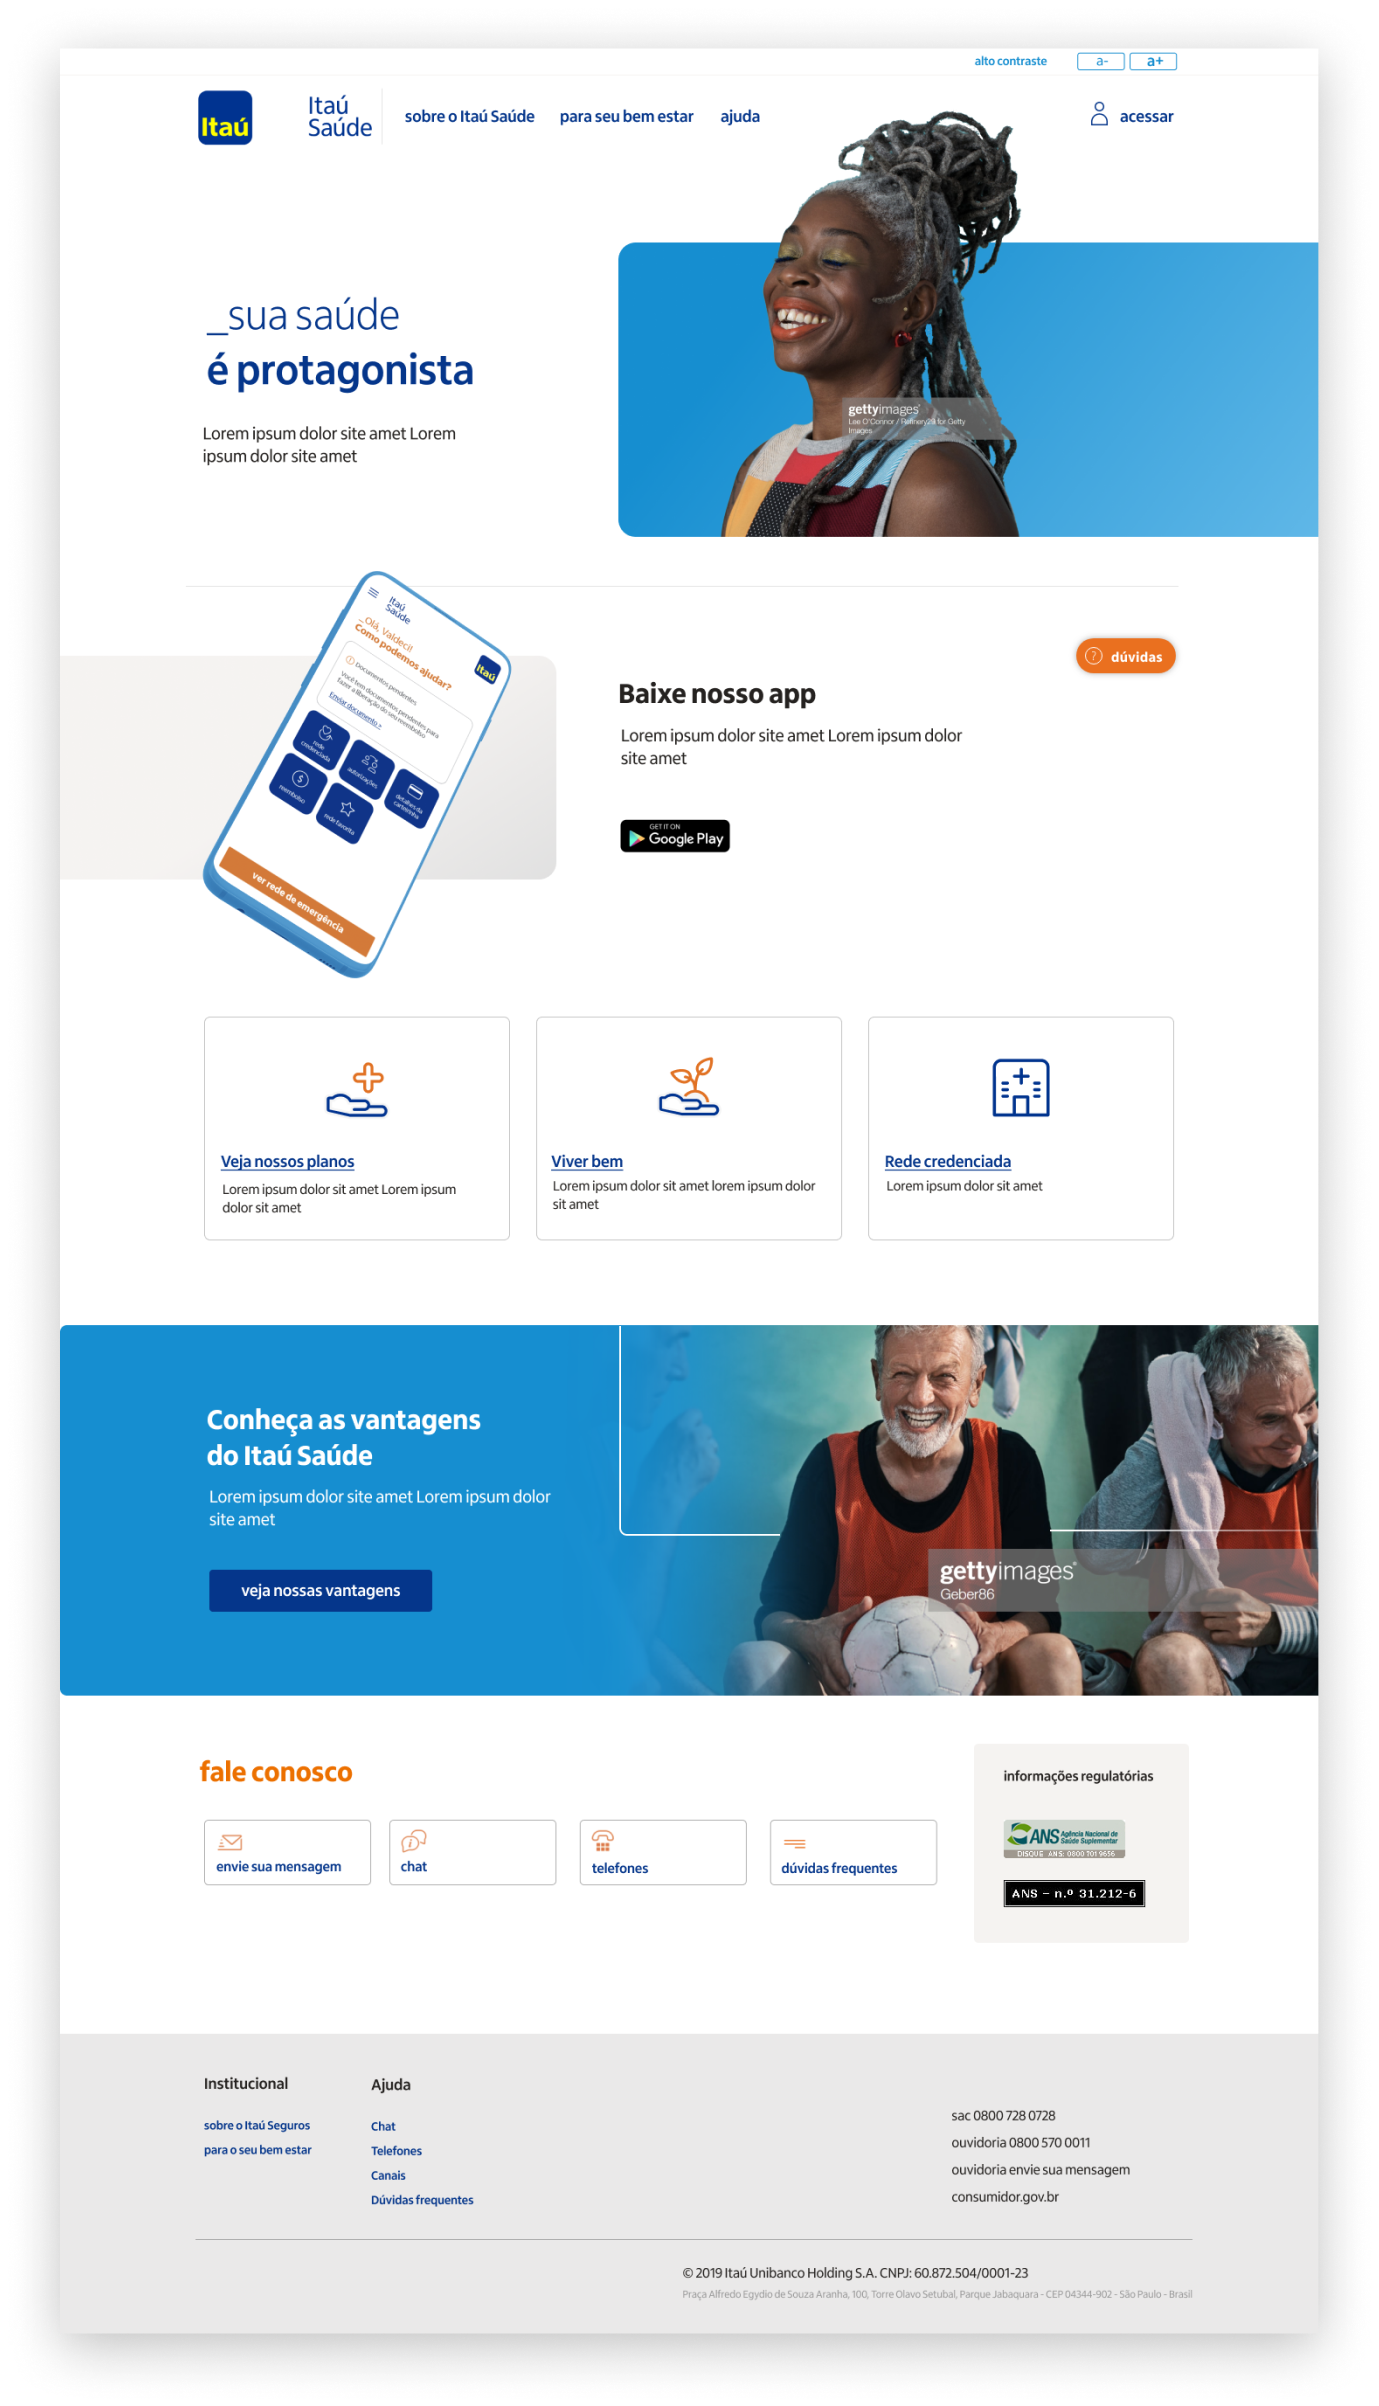 alto contraste
a-
a+
Itaú
Itaú
Saúde
sobre o Itaú Saúde
para seu bem estar
ajuda
acessar
_sua saúde
é protagonista
Lorem ipsum dolor site amet Lorem
ipsum dolor site amet
gettyimages®
Lee O'Connor / Refinery29 for Getty
Images
Itaú
Saúde
Itaú
_Olá, Valdeci!
Como podemos ajudar?
Documentos pendentes
Você tem documentos pendentes para
fazer a liberação do seu reembolso
Enviar documento >
rede
credenciada
autorizações
detalhes da
carteirinha
reembolso
rede favorita
ver rede de emergência
? dúvidas
Baixe nosso app
Lorem ipsum dolor site amet Lorem ipsum dolor
site amet
GET IT ON
Google Play
Veja nossos planos
Lorem ipsum dolor sit amet Lorem ipsum
dolor sit amet
Viver bem
Lorem ipsum dolor sit amet lorem ipsum dolor
sit amet
Rede credenciada
Lorem ipsum dolor sit amet
Conheça as vantagens
do Itaú Saúde
Lorem ipsum dolor site amet Lorem ipsum dolor
site amet
veja nossas vantagens
gettyimages®
Geber86
fale conosco
envie sua mensagem
chat
telefones
dúvidas frequentes
informações regulatórias
ANS Agência Nacional de
Saúde Suplementar
DISQUE ANS: 0800 701 9656
ANS – n.º 31.212-6
Institucional
sobre o Itaú Seguros
para o seu bem estar
Ajuda
Chat
Telefones
Canais
Dúvidas frequentes
sac 0800 728 0728
ouvidoria 0800 570 0011
ouvidoria envie sua mensagem
consumidor.gov.br
© 2019 Itaú Unibanco Holding S.A. CNPJ: 60.872.504/0001-23
Praça Alfredo Egydio de Souza Aranha, 100, Torre Olavo Setubal, Parque Jabaquara - CEP 04344-902 - São Paulo - Brasil